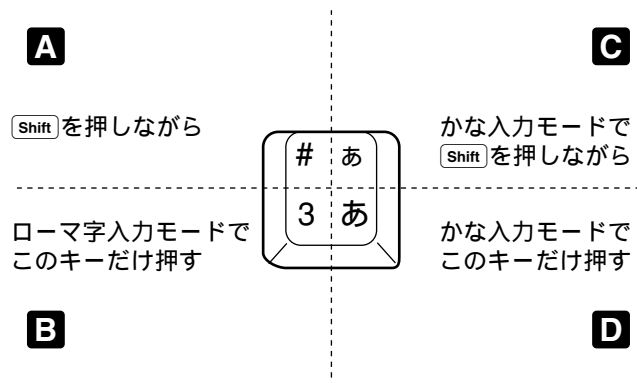 A
C
Shiftを押しながら
かな入力モードで
Shiftを押しながら
# ぁ
3 あ
ローマ字入力モードで
このキーだけ押す
かな入力モードで
このキーだけ押す
B
D